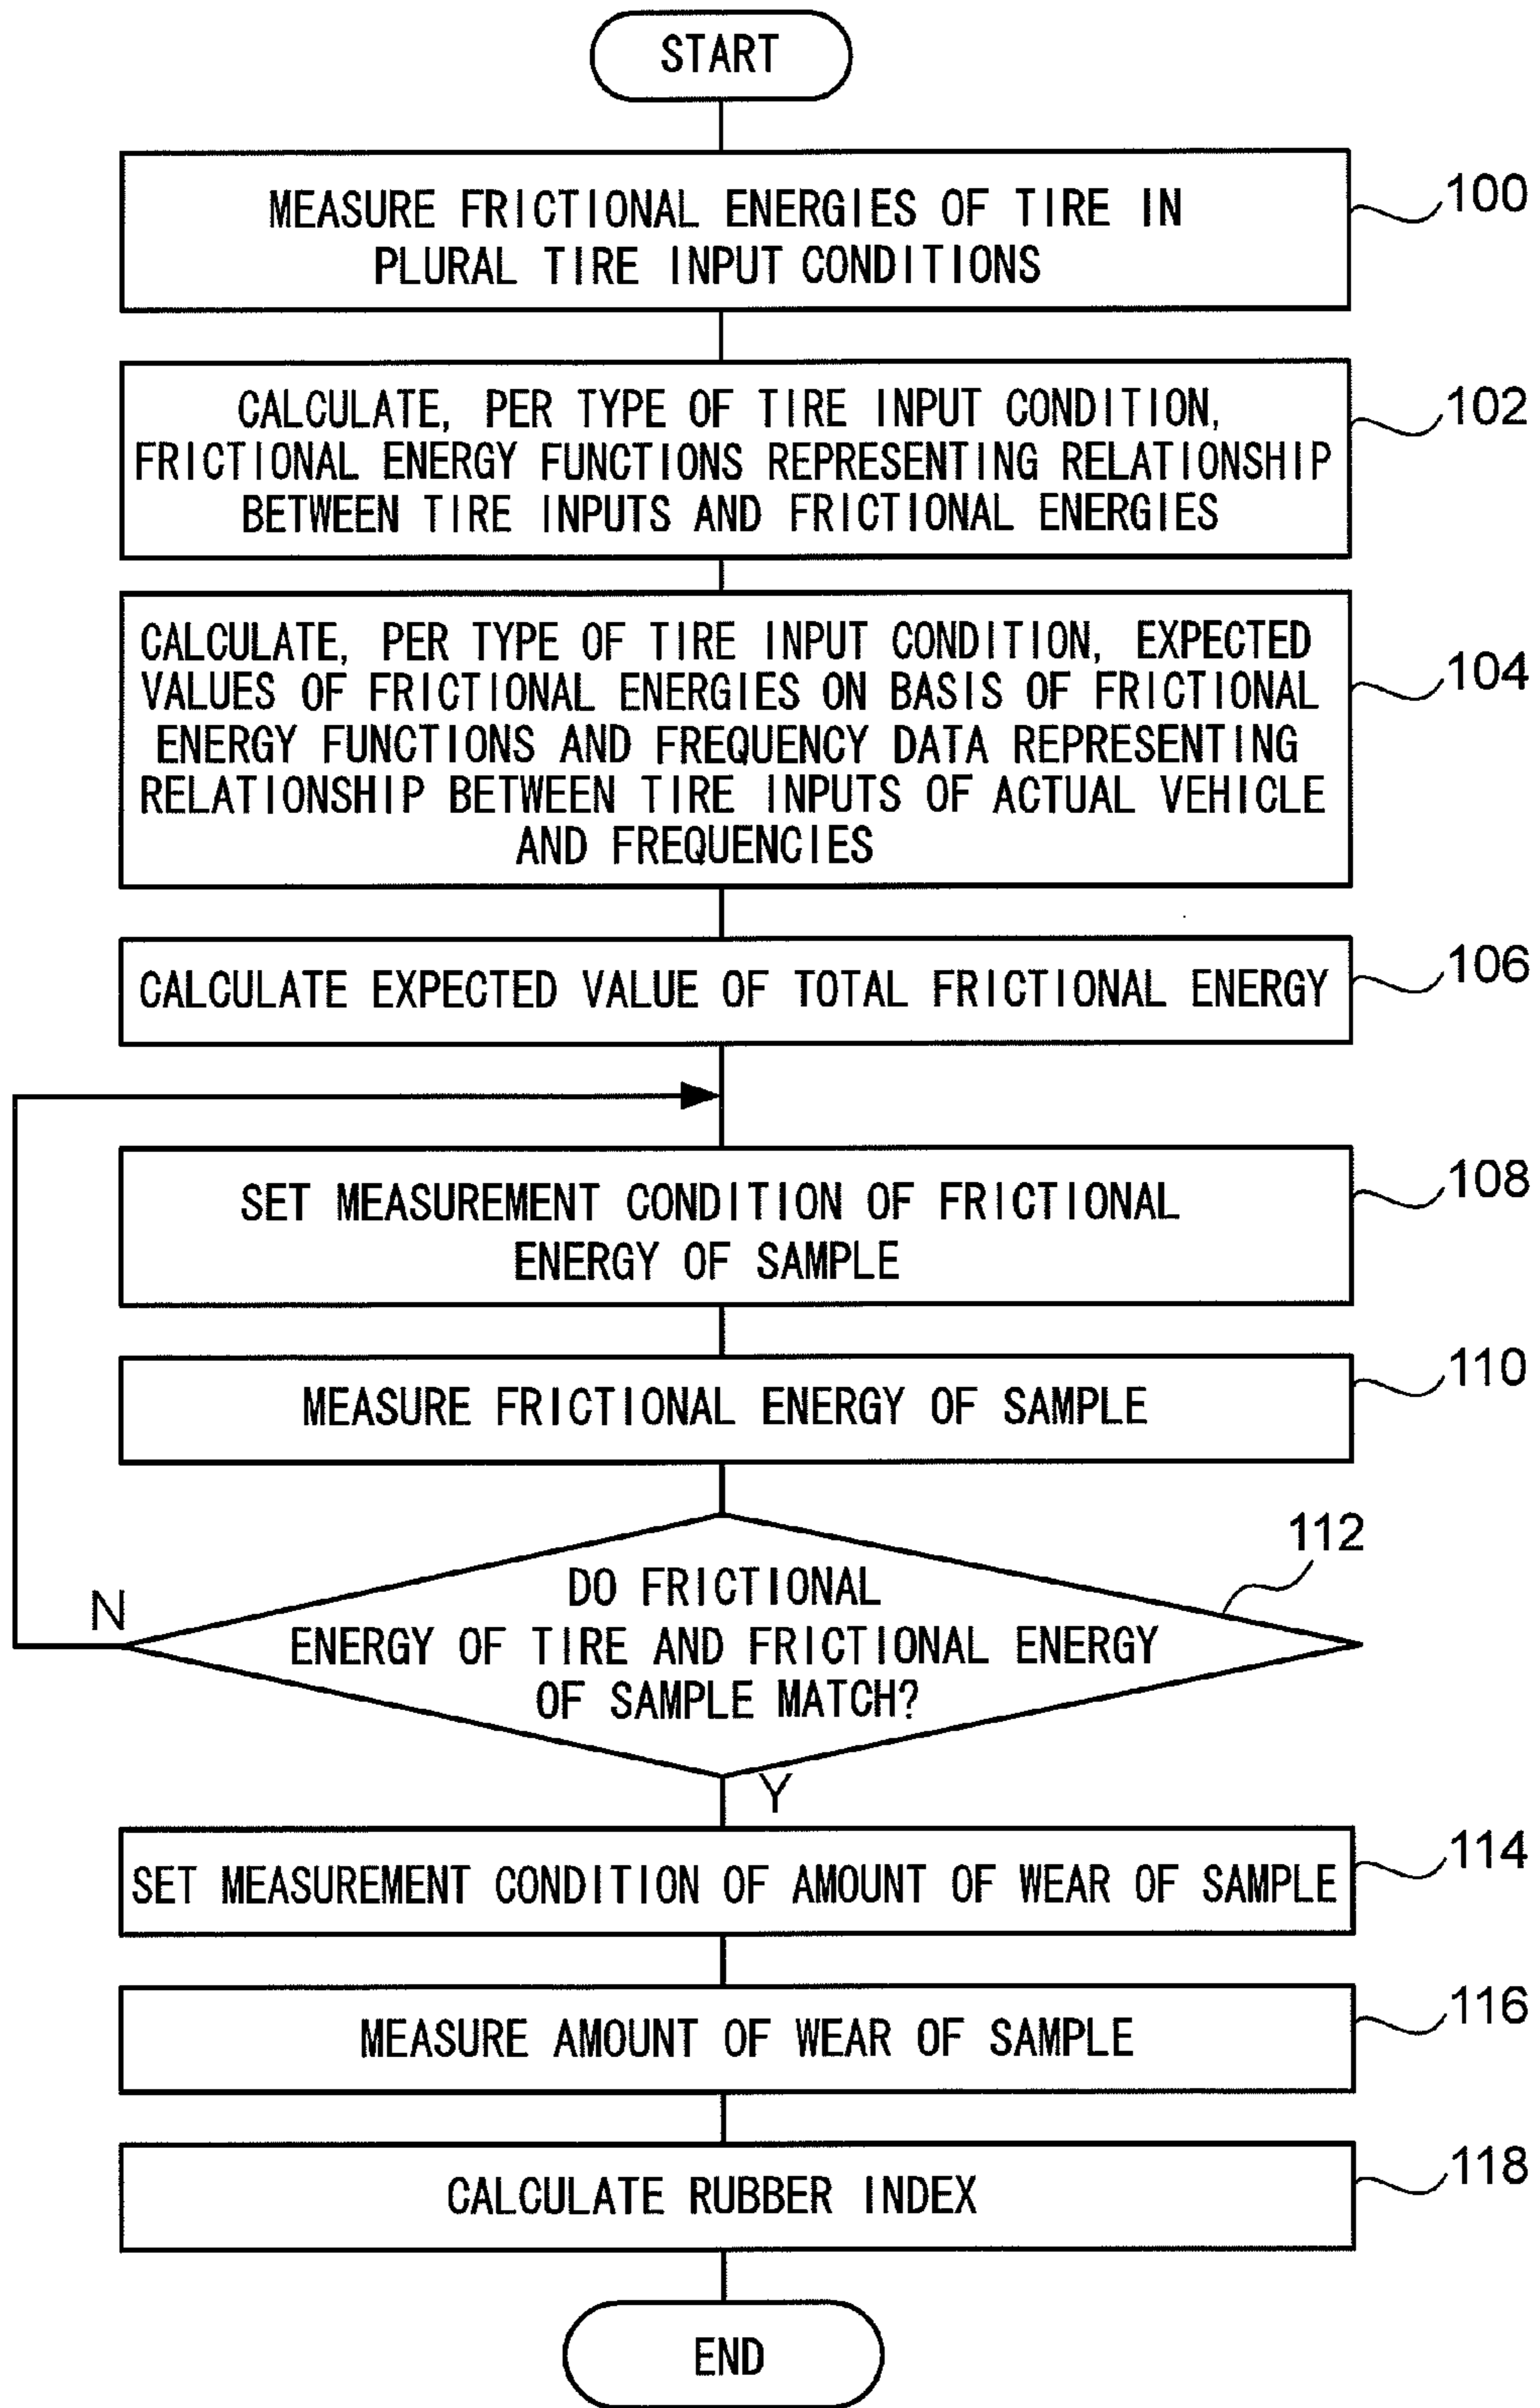 START
MEASURE FRICTIONAL ENERGIES OF TIRE IN
PLURAL TIRE INPUT CONDITIONS
100
CALCULATE, PER TYPE OF TIRE INPUT CONDITION,
FRICTIONAL ENERGY FUNCTIONS REPRESENTING RELATIONSHIP
BETWEEN TIRE INPUTS AND FRICTIONAL ENERGIES
102
CALCULATE, PER TYPE OF TIRE INPUT CONDITION, EXPECTED
VALUES OF FRICTIONAL ENERGIES ON BASIS OF FRICTIONAL
ENERGY FUNCTIONS AND FREQUENCY DATA REPRESENTING
RELATIONSHIP BETWEEN TIRE INPUTS OF ACTUAL VEHICLE
AND FREQUENCIES
104
CALCULATE EXPECTED VALUE OF TOTAL FRICTIONAL ENERGY
106
SET MEASUREMENT CONDITION OF FRICTIONAL
ENERGY OF SAMPLE
108
MEASURE FRICTIONAL ENERGY OF SAMPLE
110
DO FRICTIONAL
ENERGY OF TIRE AND FRICTIONAL ENERGY
OF SAMPLE MATCH?
112
N
Y
SET MEASUREMENT CONDITION OF AMOUNT OF WEAR OF SAMPLE
114
MEASURE AMOUNT OF WEAR OF SAMPLE
116
CALCULATE RUBBER INDEX
118
END